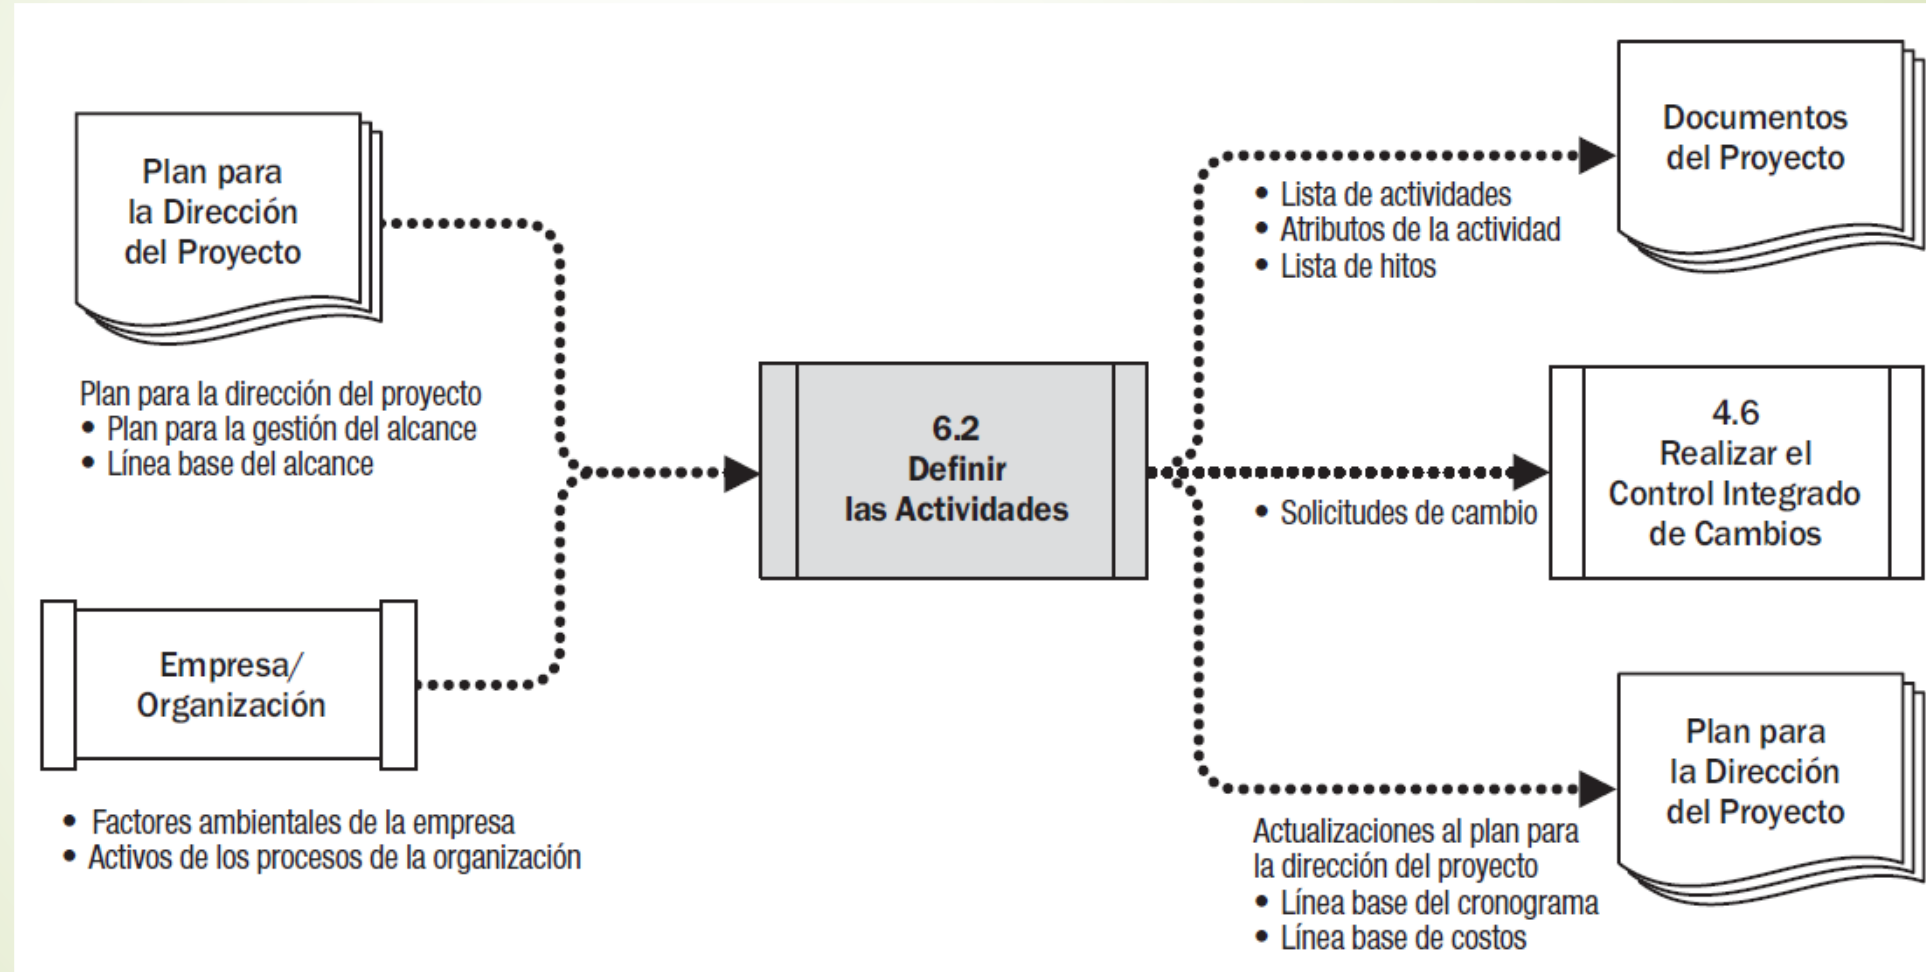 Plan para
la Dirección
del Proyecto
Plan para la dirección del proyecto
• Plan para la gestión del alcance
• Línea base del alcance
Empresa/
Organización
• Factores ambientales de la empresa
• Activos de los procesos de la organización
6.2
Definir
las Actividades
Documentos
del Proyecto
• Lista de actividades
• Atributos de la actividad
• Lista de hitos
4.6
Realizar el
Control Integrado
de Cambios
• Solicitudes de cambio
Plan para
la Dirección
del Proyecto
Actualizaciones al plan para
la dirección del proyecto
• Línea base del cronograma
• Línea base de costos